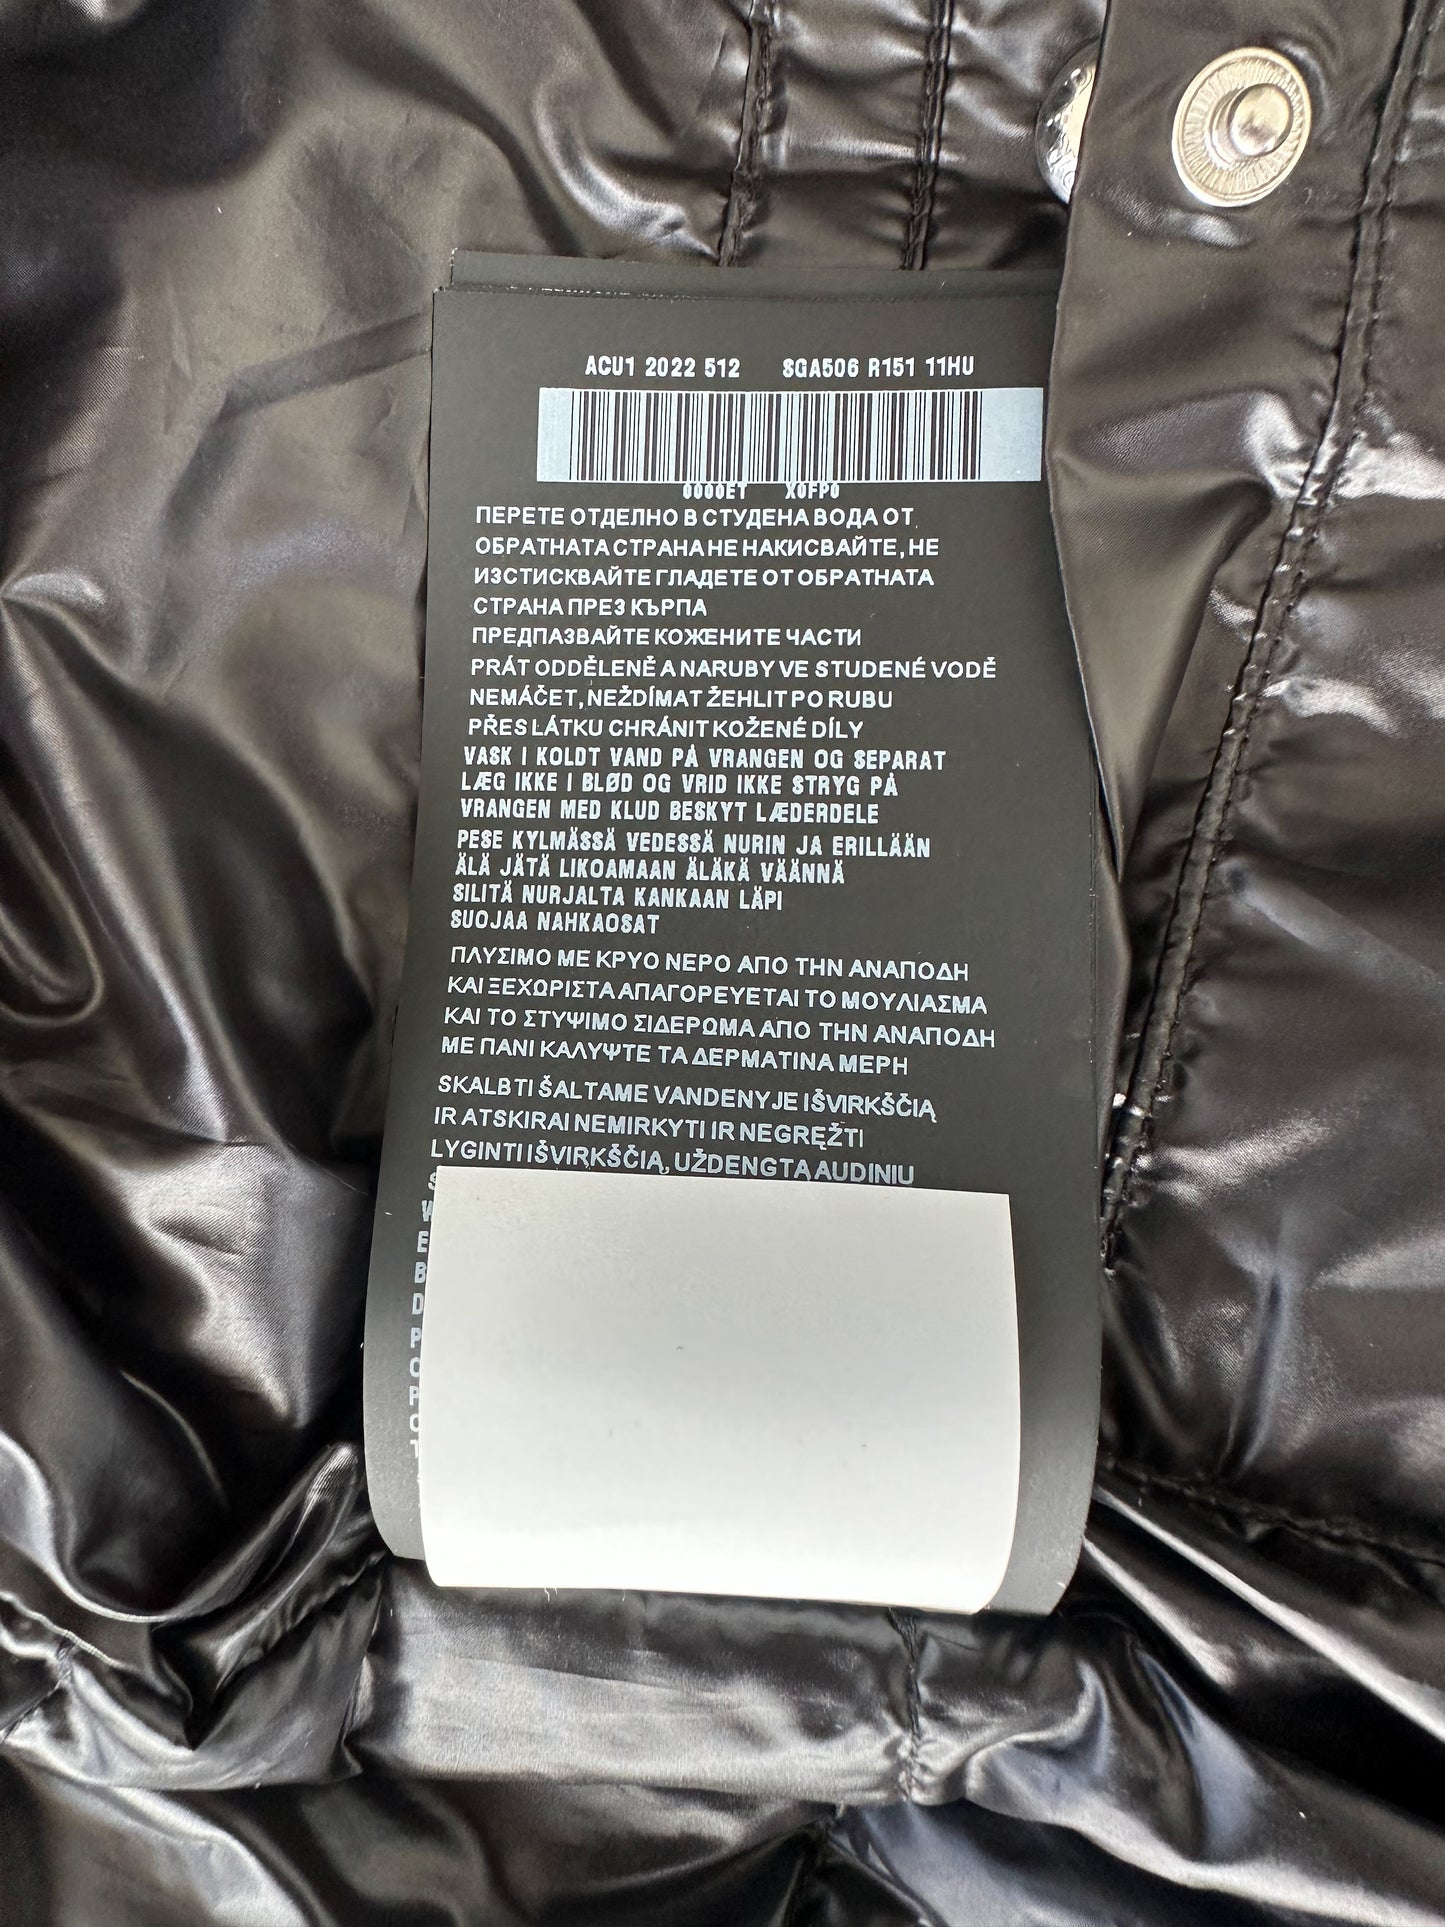 ACU1 2022 512 SGA506 R151 11HU
0000ET X0FP0
ПЕРЕТЕ ОТДЕЛНО В СТУДЕНА ВОДА ОТ
ОБРАТНАТА СТРАНА НЕ НАКИСВАЙТЕ, НЕ
ИЗСТИСКВАЙТЕ ГЛАДЕТЕ ОТ ОБРАТНАТА
СТРАНА ПРЕЗ КЪРПА
ПРЕДПАЗВАЙТЕ КОЖЕНИТЕ ЧАСТИ
PRÁT ODDĚLENĚ A NARUBY VE STUDENÉ VODĚ
NEMÁČET, NEŽDÍMAT ŽEHLIT PO RUBU
PŘES LÁTKU CHRÁNIT KOŽENÉ DÍLY
VASK I KOLDT VAND PÅ VRANGEN OG SEPARAT
LÆG IKKE I BLØD OG VRID IKKE STRYG PÅ
VRANGEN MED KLUD BESKYT LÆDERDELE
PESE KYLMÄSSÄ VEDESSÄ NURIN JA ERILLÄÄN
ÄLÄ JÄTÄ LIKOAMAAN ÄLÄKÄ VÄÄNNÄ
SILITÄ NURJALTA KANKAAN LÄPI
SUOJAA NAHKAOSAT
ΠΛΥΣΙΜΟ ΜΕ ΚΡΥΟ ΝΕΡΟ ΑΠΟ ΤΗΝ ΑΝΑΠΟΔΗ
ΚΑΙ ΞΕΧΩΡΙΣΤΑ ΑΠΑΓΟΡΕΥΕΤΑΙ ΤΟ ΜΟΥΛΙΑΣΜΑ
ΚΑΙ ΤΟ ΣΤΥΨΙΜΟ ΣΙΔΕΡΩΜΑ ΑΠΟ ΤΗΝ ΑΝΑΠΟΔΗ
ΜΕ ΠΑΝΙ ΚΑΛΥΨΤΕ ΤΑ ΔΕΡΜΑΤΙΝΑ ΜΕΡΗ
SKALBTI ŠALTAME VANDENYJE IŠVIRKŠČIĄ
IR ATSKIRAI NEMIRKYTI IR NEGRĘŽTI
LYGINTI IŠVIRKŠČIĄ, UŽDENGTĄ AUDINIU